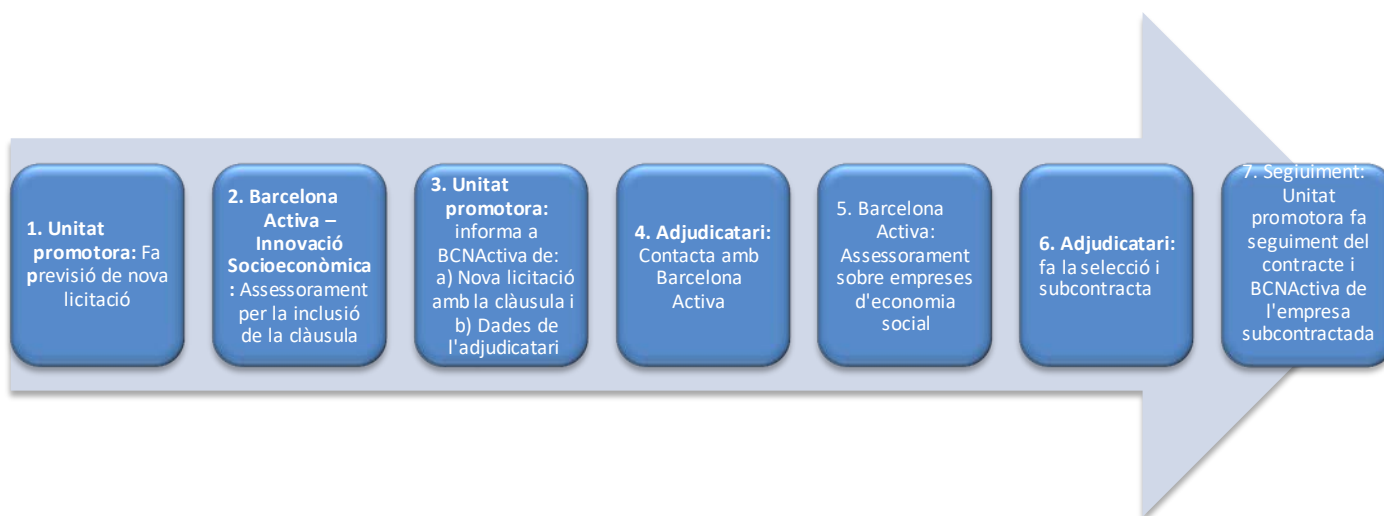 1. Unitat
promotora: Fa
previsió de nova
licitació
2. Barcelona
Activa –
Innovació
Socioeconòmica
: Assessorament
per la inclusió
de la clàusula
3. Unitat
promotora:
informa a
BCNActiva de:
a) Nova licitació
amb la clàusula i
b) Dades de
l'adjudicatari
4. Adjudicatari:
Contacta amb
Barcelona
Activa
5. Barcelona
Activa:
Assessorament
sobre empreses
d'economia
social
6. Adjudicatari:
fa la selecció i
subcontracta
7. Segiuiment:
Unitat
promotora fa
seguiment del
contracte i
BCNActiva de
l'empresa
subcontractada